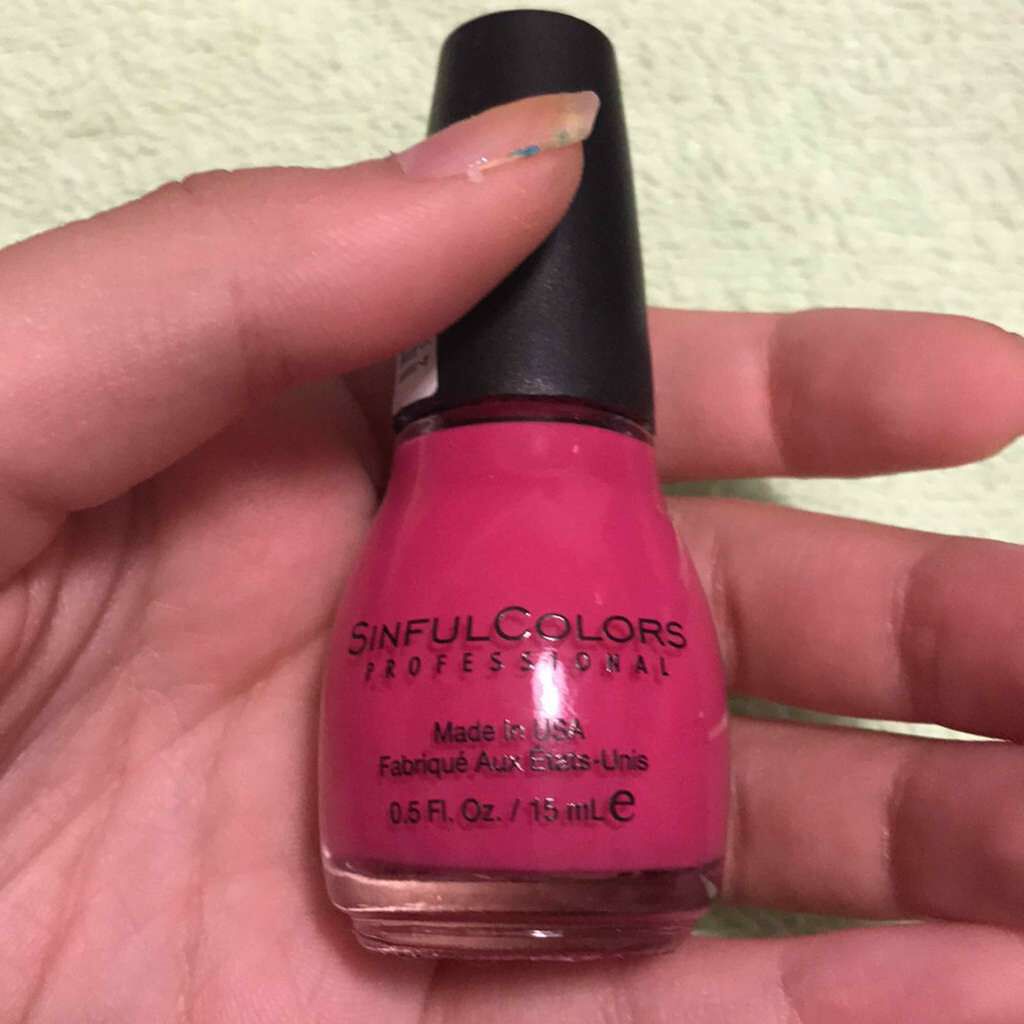 SINFULCOLORS
PROFESSIONAL
Made in USA
Fabriqué Aux États-Unis
0.5 Fl. Oz. / 15 mL e